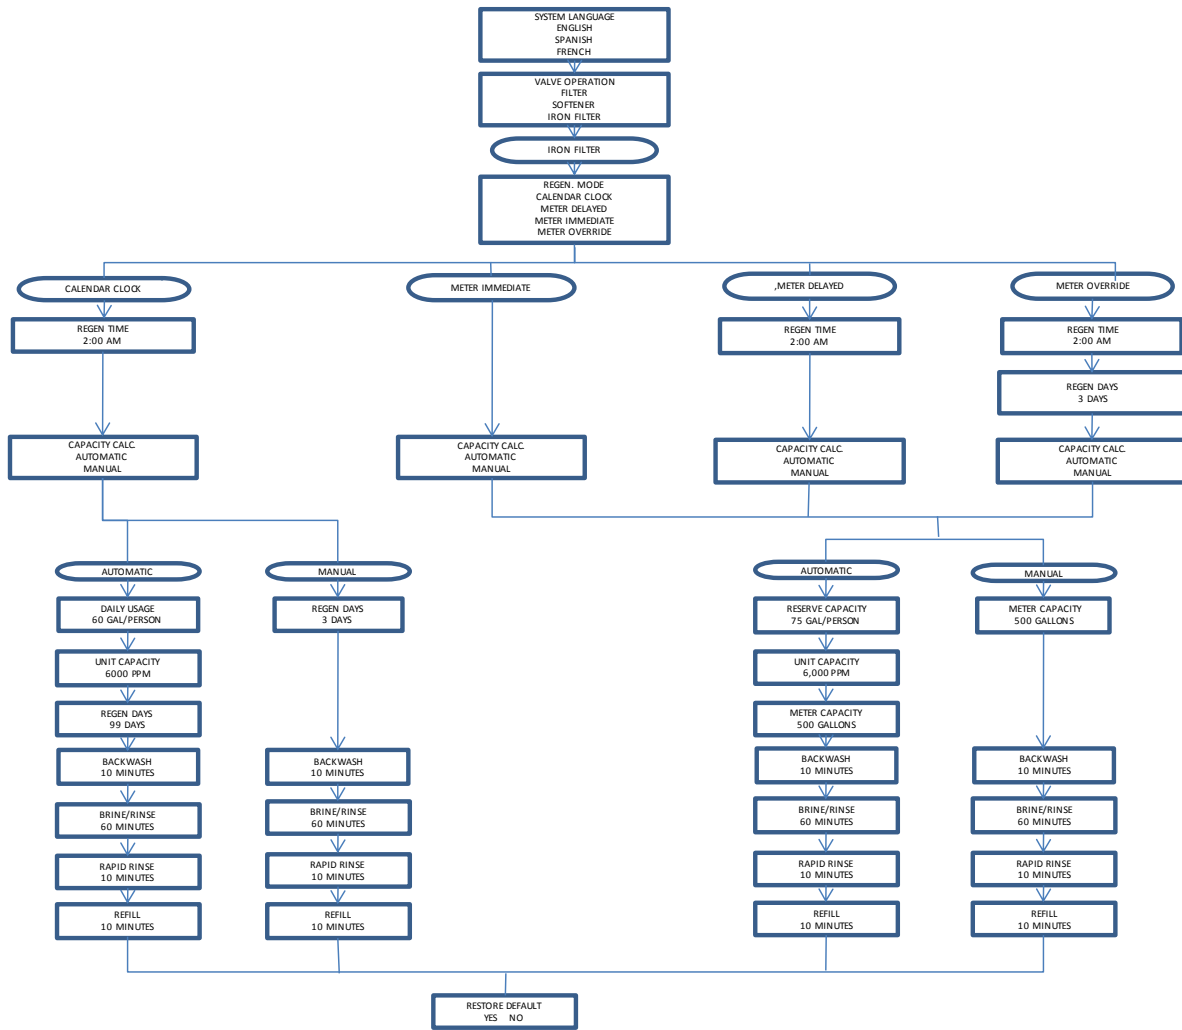 SYSTEM LANGUAGE
ENGLISH
SPANISH
FRENCH
VALVE OPERATION
FILTER
SOFTENER
IRON FILTER
IRON FILTER
REGEN. MODE
CALENDAR CLOCK
METER DELAYED
METER IMMEDIATE
METER OVERRIDE
CALENDAR CLOCK
METER IMMEDIATE
,METER DELAYED
METER OVERRIDE
REGEN TIME
2:00 AM
REGEN TIME
2:00 AM
REGEN TIME
2:00 AM
REGEN DAYS
3 DAYS
CAPACITY CALC.
AUTOMATIC
MANUAL
CAPACITY CALC.
AUTOMATIC
MANUAL
CAPACITY CALC.
AUTOMATIC
MANUAL
CAPACITY CALC.
AUTOMATIC
MANUAL
AUTOMATIC
DAILY USAGE
60 GAL/PERSON
UNIT CAPACITY
6000 PPM
REGEN DAYS
99 DAYS
BACKWASH
10 MINUTES
BRINE/RINSE
60 MINUTES
RAPID RINSE
10 MINUTES
REFILL
10 MINUTES
MANUAL
REGEN DAYS
3 DAYS
BACKWASH
10 MINUTES
BRINE/RINSE
60 MINUTES
RAPID RINSE
10 MINUTES
REFILL
10 MINUTES
AUTOMATIC
RESERVE CAPACITY
75 GAL/PERSON
UNIT CAPACITY
6,000 PPM
METER CAPACITY
500 GALLONS
BACKWASH
10 MINUTES
BRINE/RINSE
60 MINUTES
RAPID RINSE
10 MINUTES
REFILL
10 MINUTES
MANUAL
METER CAPACITY
500 GALLONS
BACKWASH
10 MINUTES
BRINE/RINSE
60 MINUTES
RAPID RINSE
10 MINUTES
REFILL
10 MINUTES
RESTORE DEFAULT
YES NO